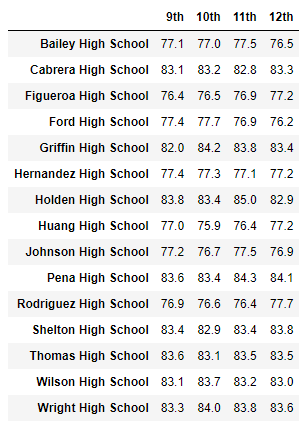 9th 10th 11th 12th
Bailey High School 77.1 77.0 77.5 76.5
Cabrera High School 83.1 83.2 82.8 83.3
Figueroa High School 76.4 76.5 76.9 77.2
Ford High School 77.4 77.7 76.9 76.2
Griffin High School 82.0 84.2 83.8 83.4
Hernandez High School 77.4 77.3 77.1 77.2
Holden High School 83.8 83.4 85.0 82.9
Huang High School 77.0 75.9 76.4 77.2
Johnson High School 77.2 76.7 77.5 76.9
Pena High School 83.6 83.4 84.3 84.1
Rodriguez High School 76.9 76.6 76.4 77.7
Shelton High School 83.4 82.9 83.4 83.8
Thomas High School 83.6 83.1 83.5 83.5
Wilson High School 83.1 83.7 83.2 83.0
Wright High School 83.3 84.0 83.8 83.6